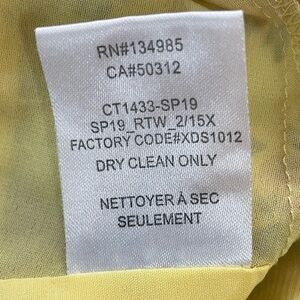 RN#134985
CA#50312
CT1433-SP19
SP19_RTW_2/15X
FACTORY CODE#XDS1012
DRY CLEAN ONLY
NETTOYER À SEC
SEULEMENT